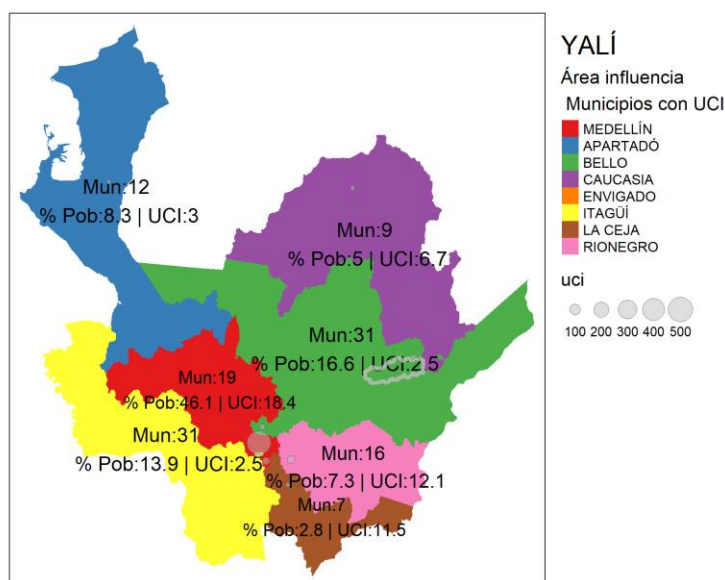 YALÍ
Área influencia
Municipios con UCI
MEDELLÍN
APARTADÓ
BELLO
CAUCASIA
ENVIGADO
ITAGÜÍ
LA CEJA
RIONEGRO
uci
100 200 300 400 500
Mun:12
% Pob:8.3 | UCI:3
Mun:9
% Pob:5 | UCI:6.7
Mun:31
% Pob:16.6 | UCI:2.5
Mun:19
% Pob:46.1 | UCI:18.4
Mun:31
% Pob:13.9 | UCI:2.5
Mun:16
% Pob:7.3 | UCI:12.1
Mun:7
% Pob:2.8 | UCI:11.5